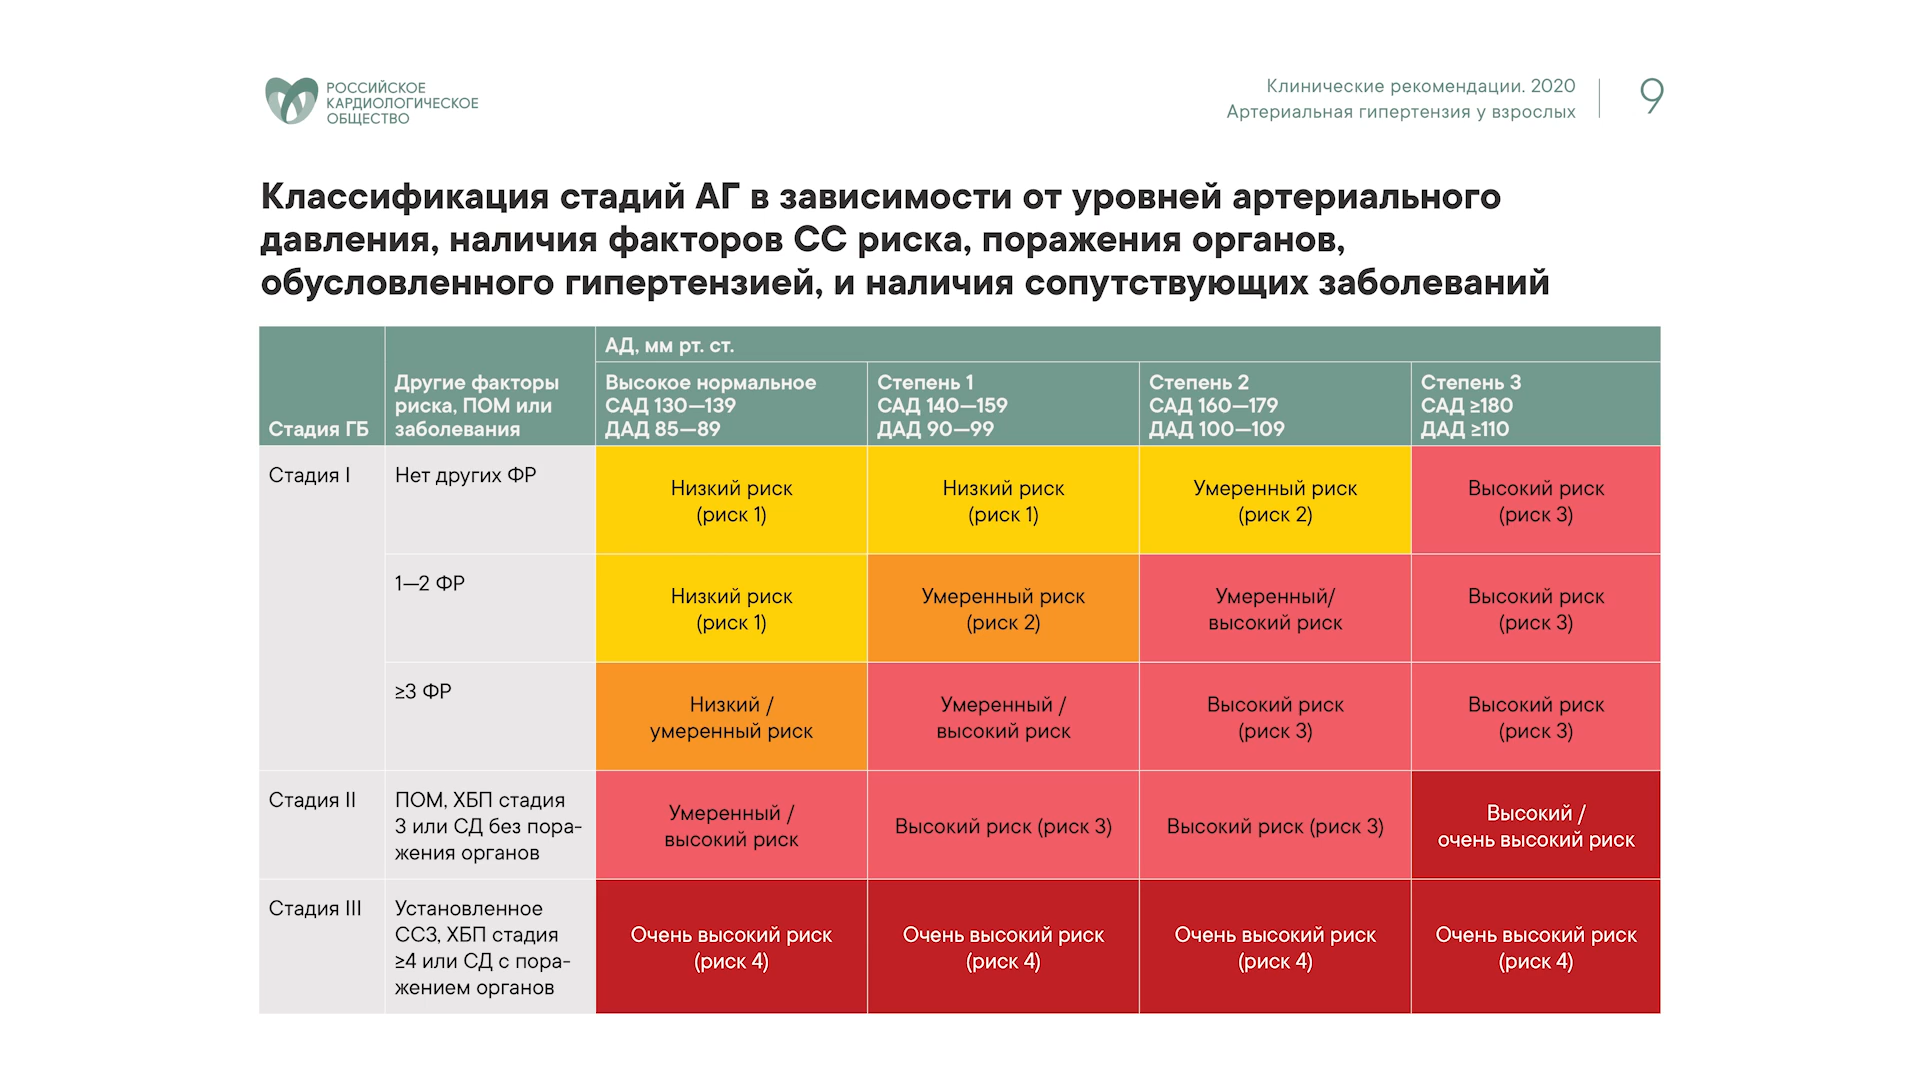 РОССИЙСКОЕ
КАРДИОЛОГИЧЕСКОЕ
ОБЩЕСТВО
Клинические рекомендации. 2020
Артериальная гипертензия у взрослых
9
Классификация стадий АГ в зависимости от уровней артериального
давления, наличия факторов СС риска, поражения органов,
обусловленного гипертензией, и наличия сопутствующих заболеваний
Стадия ГБ
Другие факторы
риска, ПОМ или
заболевания
АД, мм рт. ст.
Высокое нормальное
САД 130—139
ДАД 85—89
Степень 1
САД 140—159
ДАД 90—99
Степень 2
САД 160—179
ДАД 100—109
Степень 3
САД ≥180
ДАД ≥110
Стадия I
Нет других ФР
Низкий риск
(риск 1)
Низкий риск
(риск 1)
Умеренный риск
(риск 2)
Высокий риск
(риск 3)
1—2 ФР
Низкий риск
(риск 1)
Умеренный риск
(риск 2)
Умеренный/
высокий риск
Высокий риск
(риск 3)
≥3 ФР
Низкий /
умеренный риск
Умеренный /
высокий риск
Высокий риск
(риск 3)
Высокий риск
(риск 3)
Стадия II
ПОМ, ХБП стадия
3 или СД без пора-
жения органов
Умеренный /
высокий риск
Высокий риск (риск 3)
Высокий риск (риск 3)
Высокий /
очень высокий риск
Стадия III
Установленное
ССЗ, ХБП стадия
≥4 или СД с пора-
жением органов
Очень высокий риск
(риск 4)
Очень высокий риск
(риск 4)
Очень высокий риск
(риск 4)
Очень высокий риск
(риск 4)